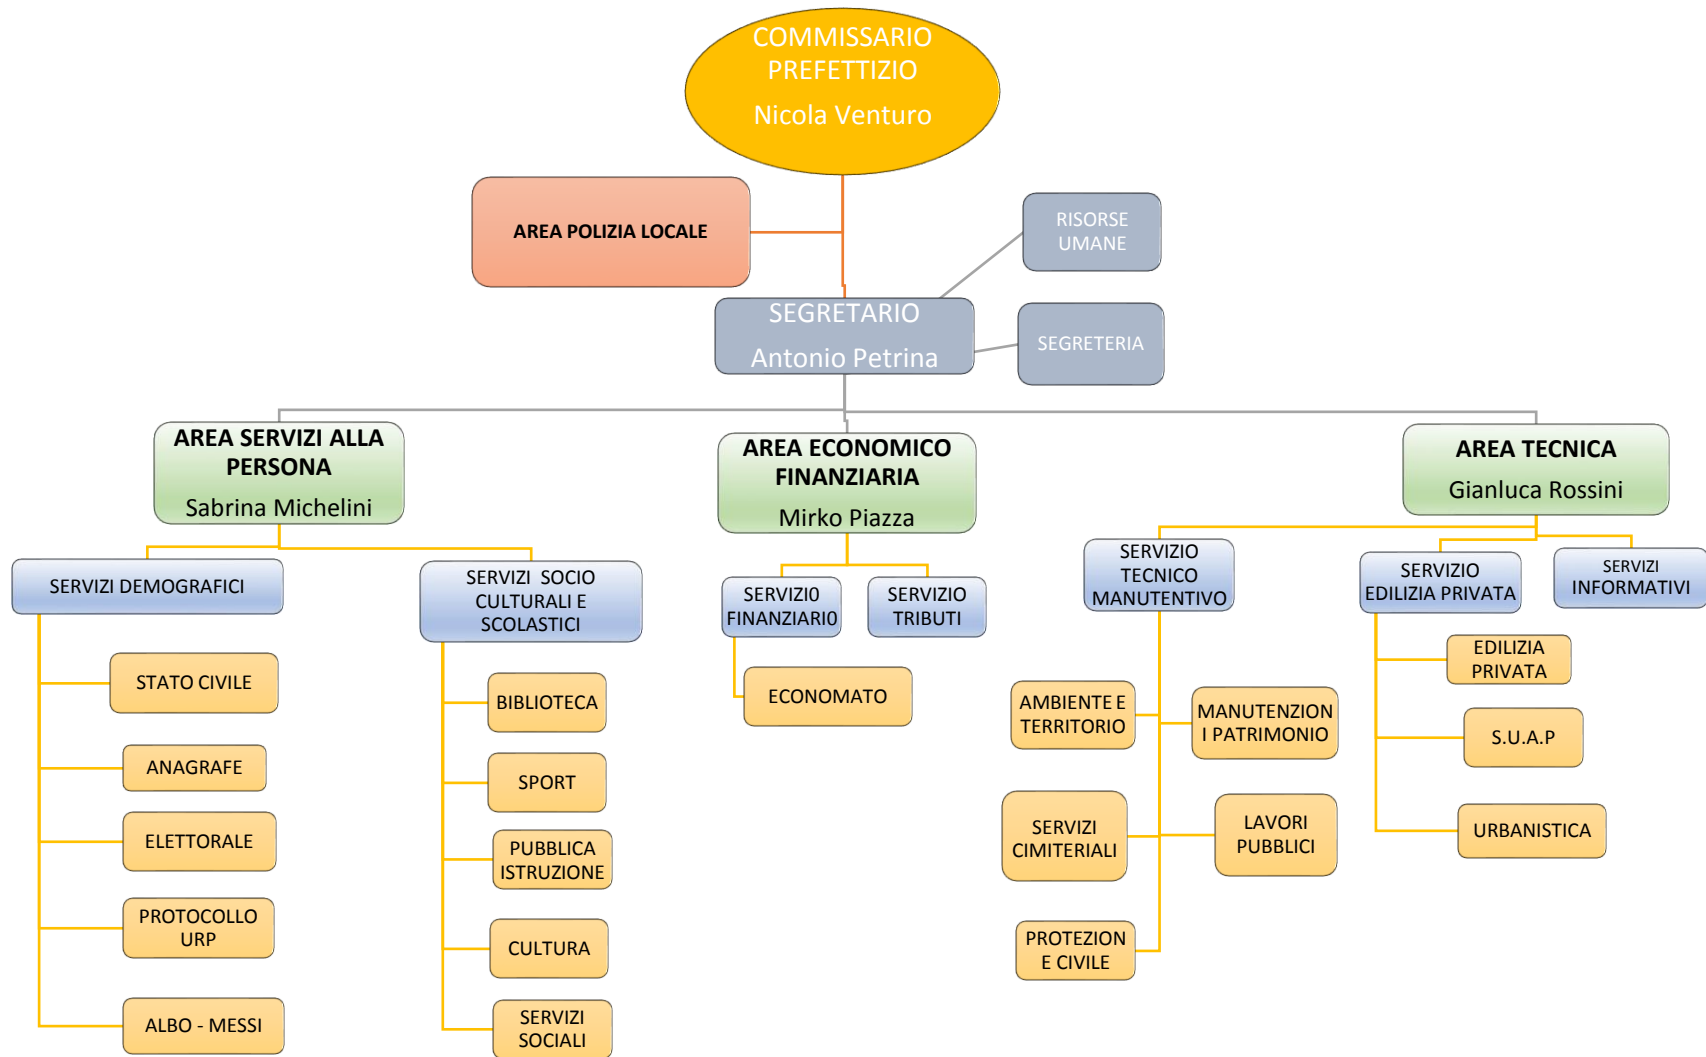 COMMISSARIO
PREFETTIZIO
Nicola Venturo
AREA POLIZIA LOCALE
RISORSE
UMANE
SEGRETARIO
Antonio Petrina
SEGRETERIA
AREA SERVIZI ALLA
PERSONA
Sabrina Michelini
AREA ECONOMICO
FINANZIARIA
Mirko Piazza
AREA TECNICA
Gianluca Rossini
SERVIZI DEMOGRAFICI
SERVIZI SOCIO
CULTURALI E
SCOLASTICI
SERVIZI0
FINANZIARI0
SERVIZIO
TRIBUTI
SERVIZIO
TECNICO
MANUTENTIVO
SERVIZIO
EDILIZIA PRIVATA
SERVIZI
INFORMATIVI
STATO CIVILE
ANAGRAFE
ELETTORALE
PROTOCOLLO
URP
ALBO - MESSI
BIBLIOTECA
SPORT
PUBBLICA
ISTRUZIONE
CULTURA
SERVIZI
SOCIALI
ECONOMATO
AMBIENTE E
TERRITORIO
MANUTENZION
I PATRIMONIO
SERVIZI
CIMITERIALI
LAVORI
PUBBLICI
PROTEZION
E CIVILE
EDILIZIA
PRIVATA
S.U.A.P
URBANISTICA